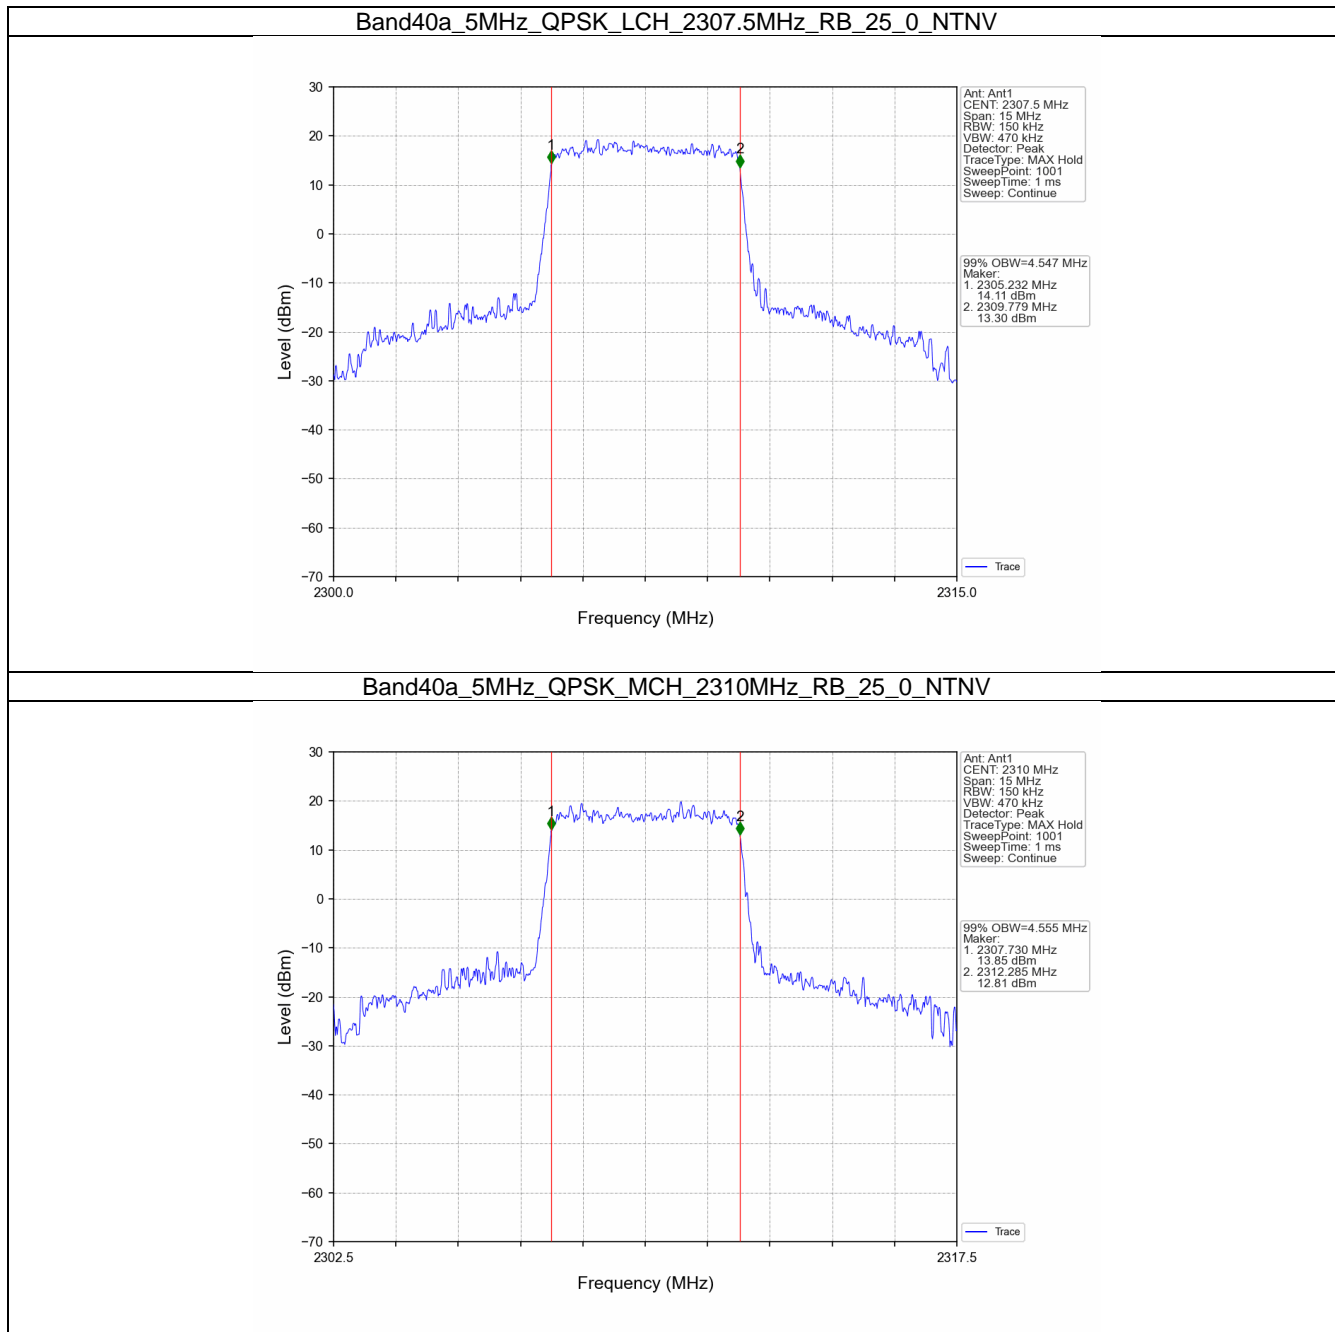 Band40a_5MHz_QPSK_LCH_2307.5MHz_RB_25_0_NTNV
30
20
10
0
−10
−20
−30
−40
−50
−60
−70
Level (dBm)
1
2
2300.0
2315.0
Frequency (MHz)
Ant: Ant1
CENT: 2307.5 MHz
Span: 15 MHz
RBW: 150 kHz
VBW: 470 kHz
Detector: Peak
TraceType: MAX Hold
SweepPoint: 1001
SweepTime: 1 ms
Sweep: Continue
99% OBW=4.547 MHz
Maker:
1. 2305.232 MHz
14.11 dBm
2. 2309.779 MHz
13.30 dBm
Trace
Band40a_5MHz_QPSK_MCH_2310MHz_RB_25_0_NTNV
30
20
10
0
−10
−20
−30
−40
−50
−60
−70
Level (dBm)
1
2
2302.5
2317.5
Frequency (MHz)
Ant: Ant1
CENT: 2310 MHz
Span: 15 MHz
RBW: 150 kHz
VBW: 470 kHz
Detector: Peak
TraceType: MAX Hold
SweepPoint: 1001
SweepTime: 1 ms
Sweep: Continue
99% OBW=4.555 MHz
Maker:
1. 2307.730 MHz
13.85 dBm
2. 2312.285 MHz
12.81 dBm
Trace